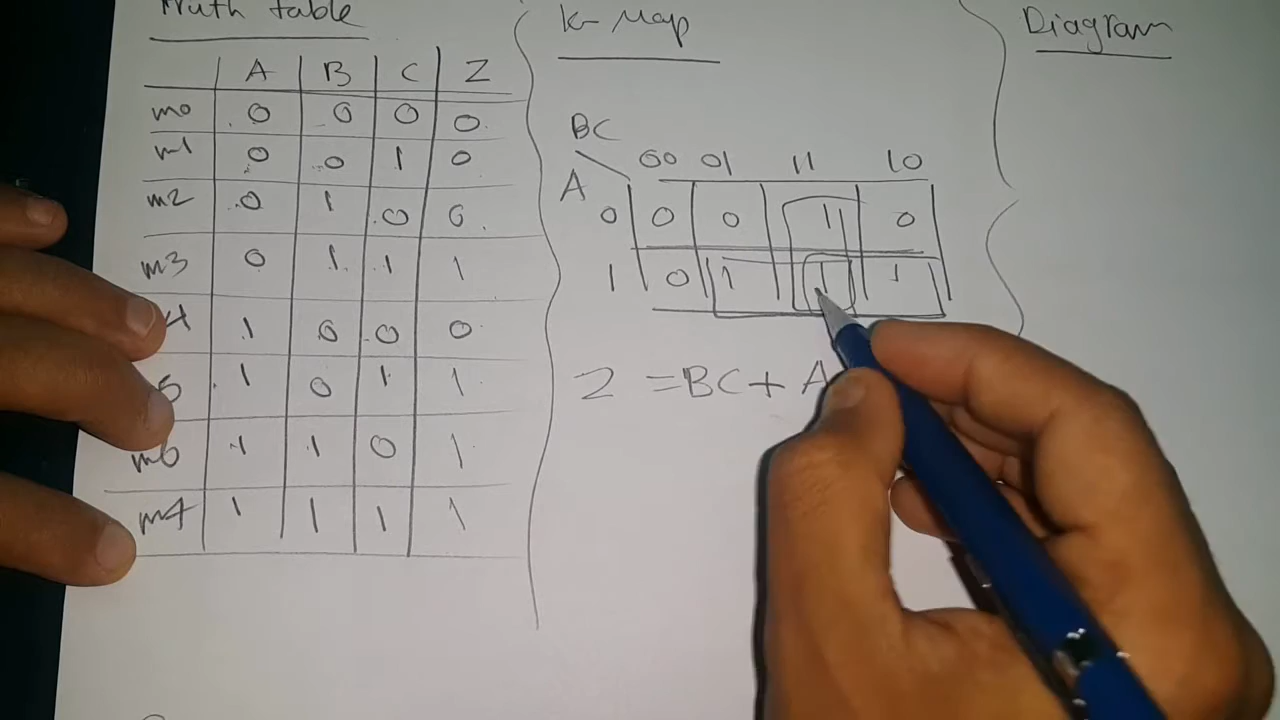 Truth table
A B C Z
m0 0 0 0 0
m1 0 0 1 0
m2 0 1 0 0
m3 0 1 1 1
4 1 0 0 0
5 1 0 1 1
m6 1 1 0 1
m4 1 1 1 1
K-Map
BC
00 01 11 10
A
0 0 0 1 0
1 0 1 1 1
Z = BC + A
Diagram